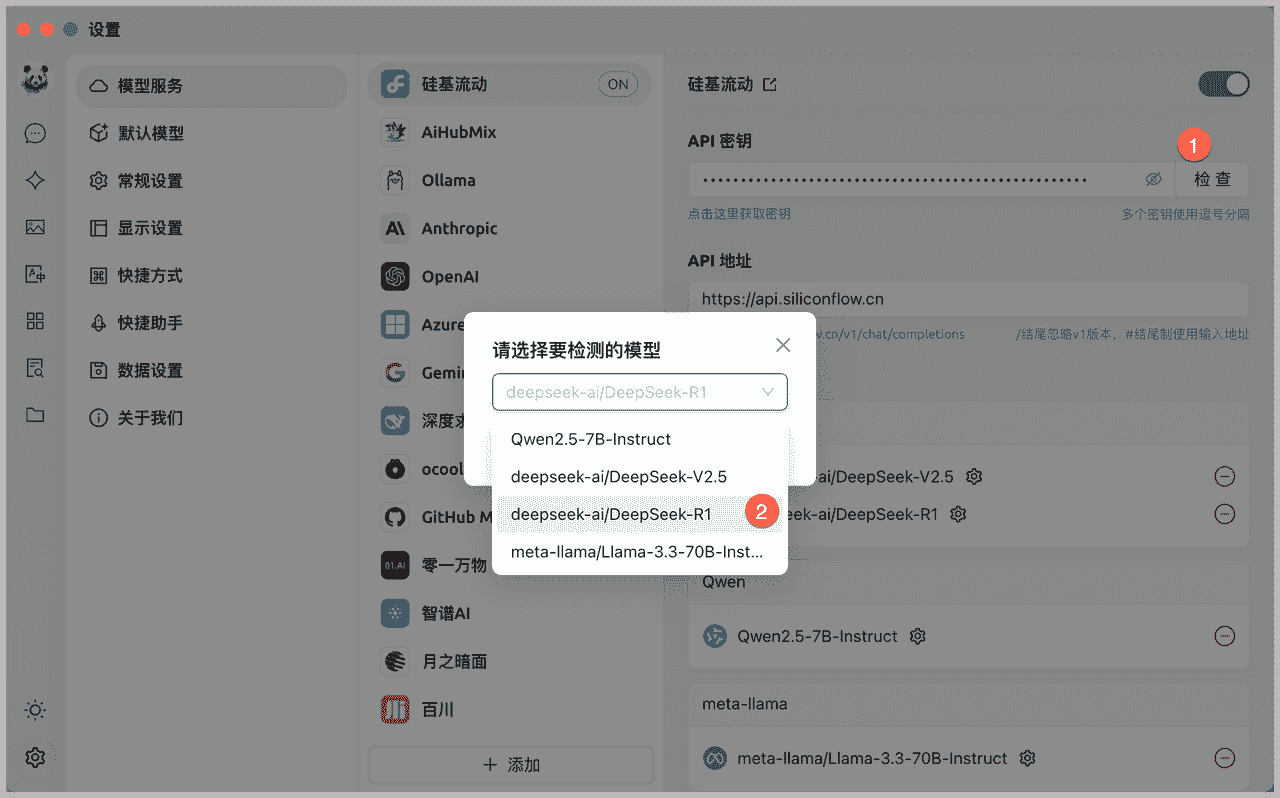 设置
模型服务
默认模型
常规设置
显示设置
快捷方式
快捷助手
数据设置
关于我们
硅基流动 ON
AiHubMix
Ollama
Anthropic
OpenAI
Azure
Gemi
深度求
ocool
GitHub M
01.AI 零一万物
智谱AI
月之暗面
百川
添加
硅基流动
API 密钥
1
检 查
点击这里获取密钥 多个密钥使用逗号分隔
API 地址
https://api.siliconflow.cn
v.cn/v1/chat/completions /结尾忽略v1版本，#结尾制使用输入地址
请选择要检测的模型
deepseek-ai/DeepSeek-R1
Qwen2.5-7B-Instruct
deepseek-ai/DeepSeek-V2.5
deepseek-ai/DeepSeek-R1 2
meta-llama/Llama-3.3-70B-Inst...
ai/DeepSeek-V2.5
eek-ai/DeepSeek-R1
Qwen
Qwen2.5-7B-Instruct
meta-llama
meta-llama/Llama-3.3-70B-Instruct